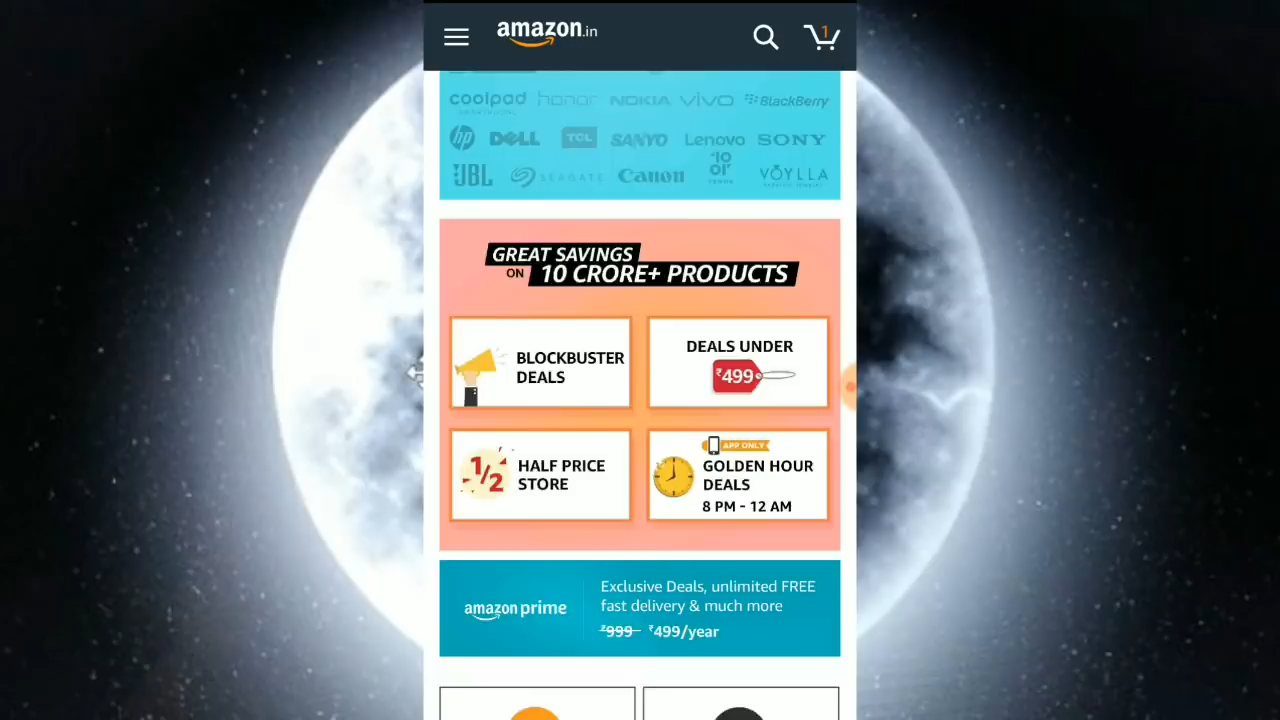 amazon.in
1
coolpad honor NOKIA vivo BlackBerry
hp DELL TCL SANYO Lenovo SONY
JBL SEAGATE Canon 10 or VOYLLA
GREAT SAVINGS
ON 10 CRORE+ PRODUCTS
BLOCKBUSTER
DEALS
DEALS UNDER
₹499
1/2
HALF PRICE
STORE
APP ONLY
GOLDEN HOUR
DEALS
8 PM - 12 AM
amazon prime
Exclusive Deals, unlimited FREE
fast delivery & much more
₹999 ₹499/year